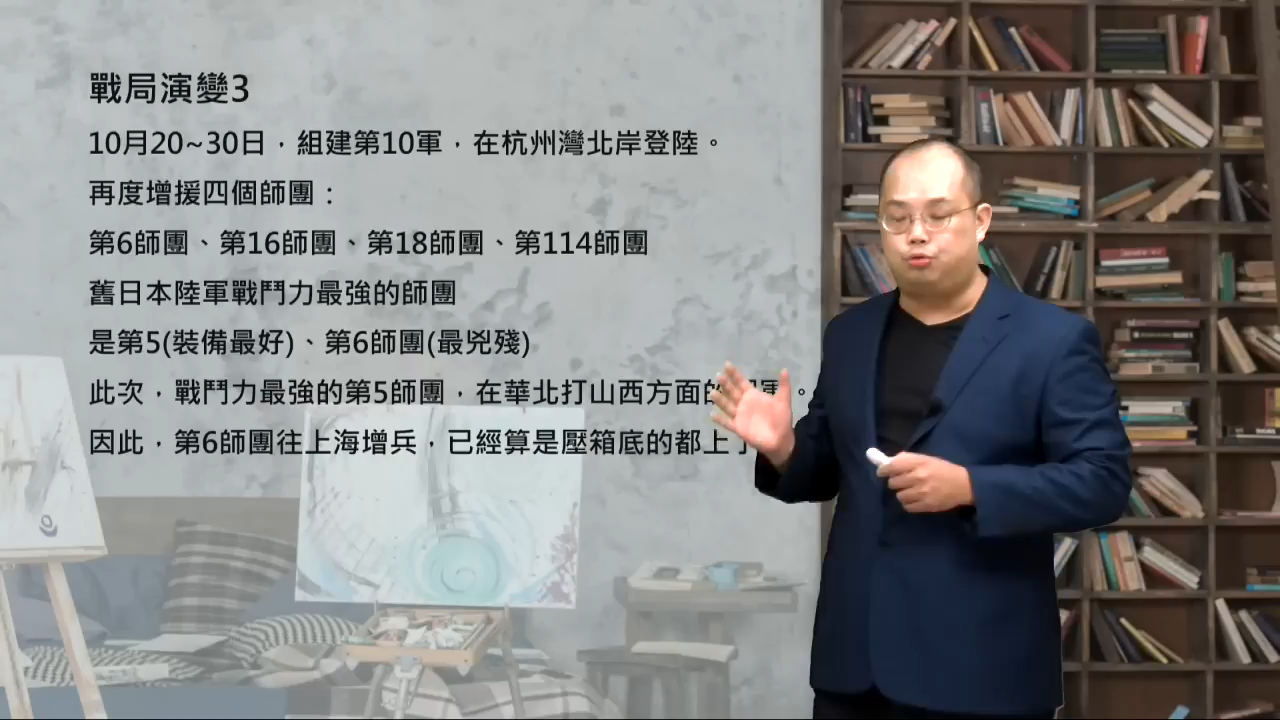 戰局演變3
10月20~30日，組建第10軍，在杭州灣北岸登陸。
再度增援四個師團：
第6師團、第16師團、第18師團、第114師團
舊日本陸軍戰鬥力最強的師團
是第5(裝備最好)、第6師團(最兇殘)
此次，戰鬥力最強的第5師團，在華北打山西方面的 。
因此，第6師團往上海增兵，已經算是壓箱底的都上